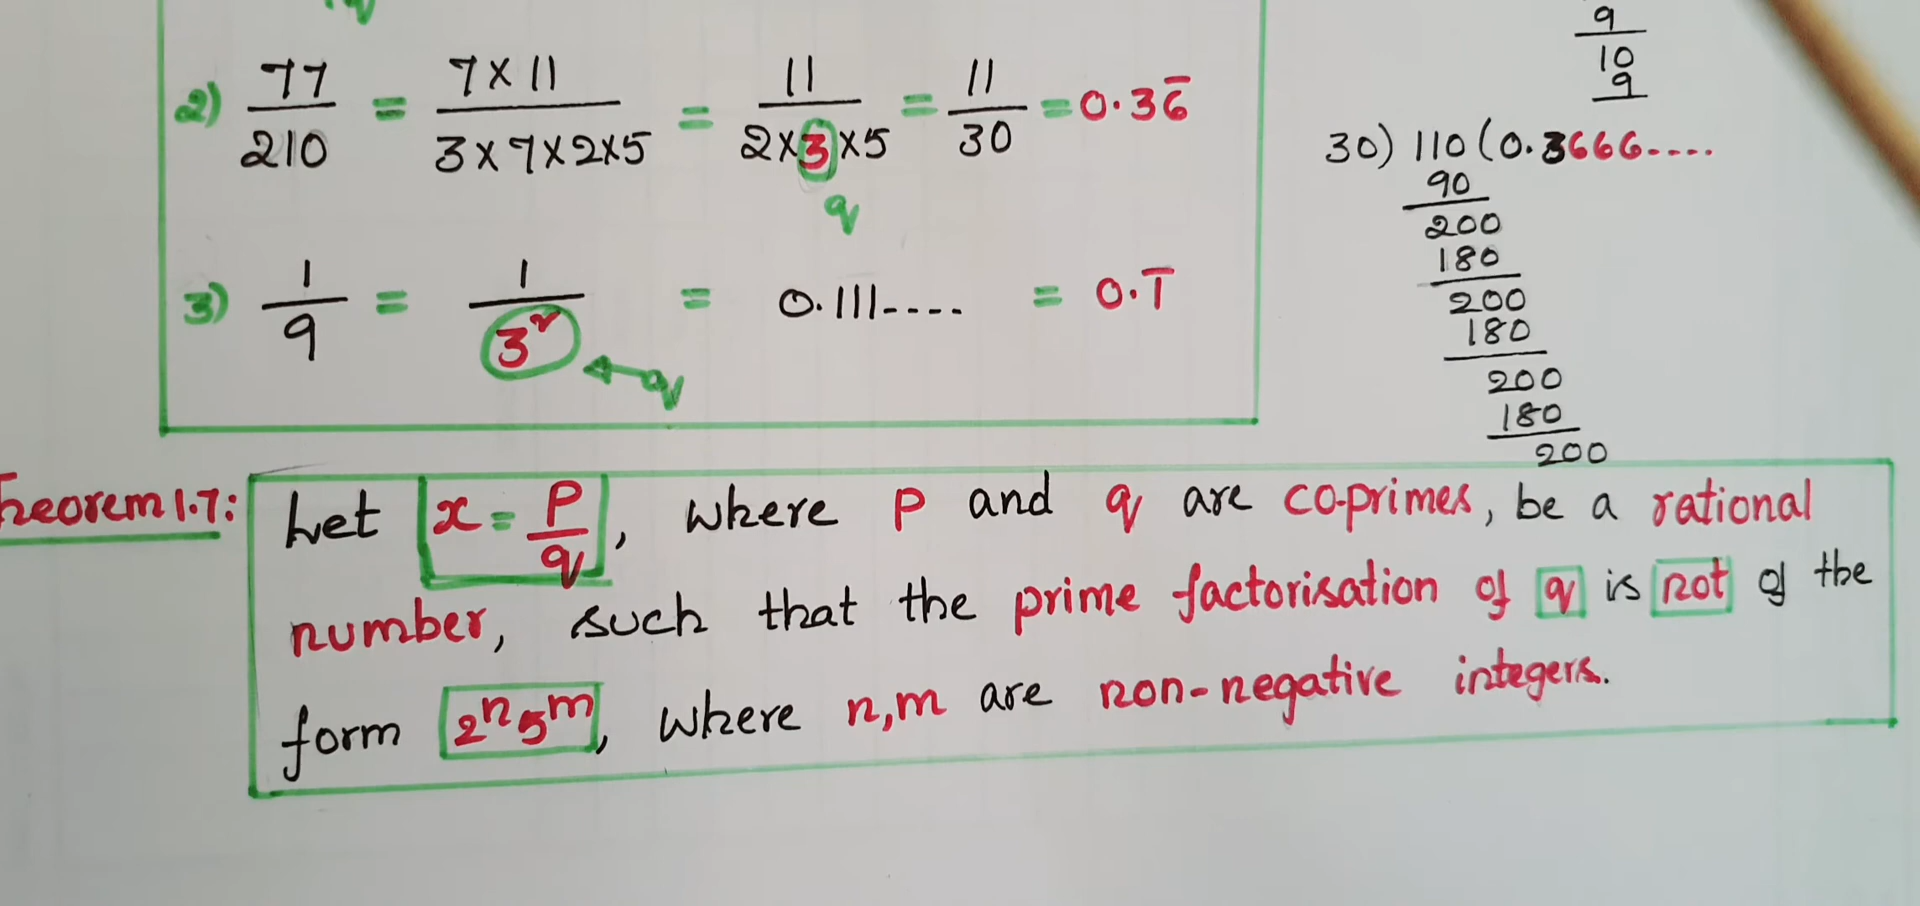 2) 77/210 = 7×11/3×7×2×5 = 11/2×3×5 = 11/30 = 0.36̅
q
3) 1/9 = 1/3² = 0.111---- = 0.1̅
q
9
10
9
30) 110 (0.3666----
90
200
180
200
180
200
180
200
Theorem 1.7:
Let x = p/q, where p and q are co-primes, be a rational
number, such that the prime factorisation of q is not of the
form 2ⁿ5ᵐ, where n,m are non-negative integers.